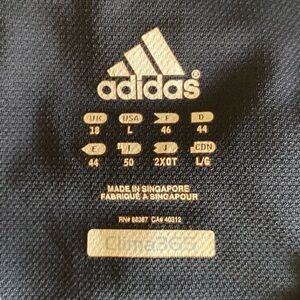 adidas®
UK USA F D
18 L 46 44
E I J CDN
44 50 2XOT L/G
MADE IN SINGAPORE
FABRIQUÉ À SINGAPOUR
RN# 88387 CA# 40312
Clima365